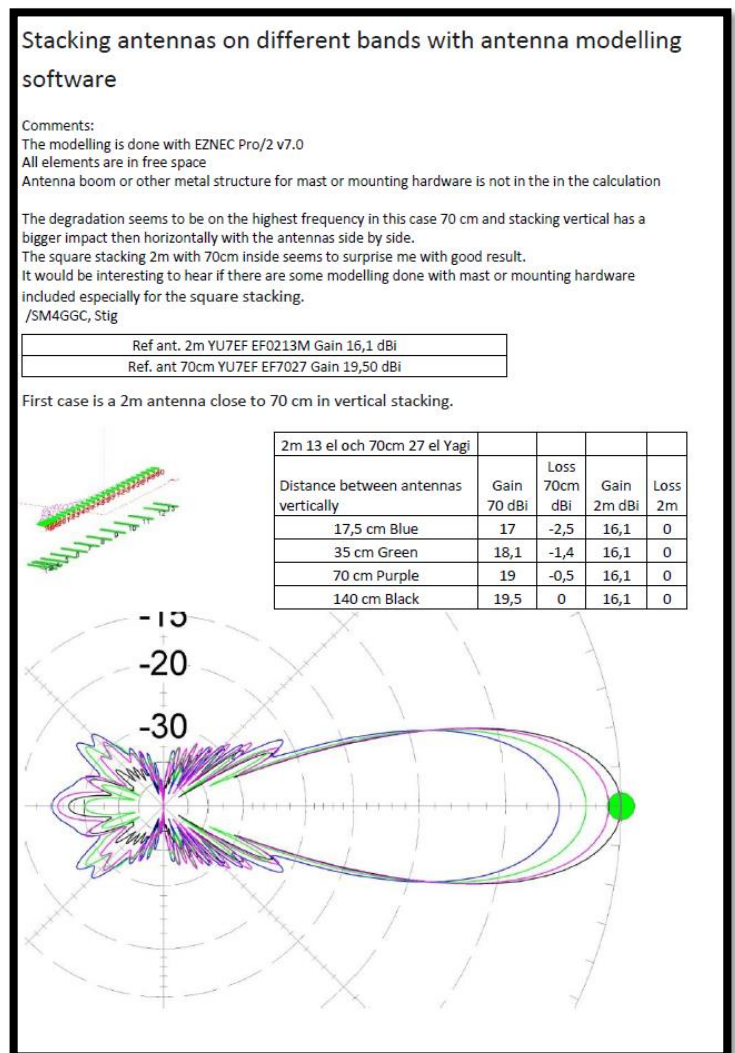 Stacking antennas on different bands with antenna modelling
software
Comments:
The modelling is done with EZNEC Pro/2 v7.0
All elements are in free space
Antenna boom or other metal structure for mast or mounting hardware is not in the in the calculation
The degradation seems to be on the highest frequency in this case 70 cm and stacking vertical has a
bigger impact then horizontally with the antennas side by side.
The square stacking 2m with 70cm inside seems to surprise me with good result.
It would be interesting to hear if there are some modelling done with mast or mounting hardware
included especially for the square stacking.
/SM4GGC, Stig
Ref ant. 2m YU7EF EF0213M Gain 16,1 dBi
Ref. ant 70cm YU7EF EF7027 Gain 19,50 dBi
First case is a 2m antenna close to 70 cm in vertical stacking.
2m 13 el och 70cm 27 el Yagi
Distance between antennas vertically Gain 70 dBi Loss 70cm dBi Gain 2m dBi Loss 2m
17,5 cm Blue 17 -2,5 16,1 0
35 cm Green 18,1 -1,4 16,1 0
70 cm Purple 19 -0,5 16,1 0
140 cm Black 19,5 0 16,1 0
-15
-20
-30